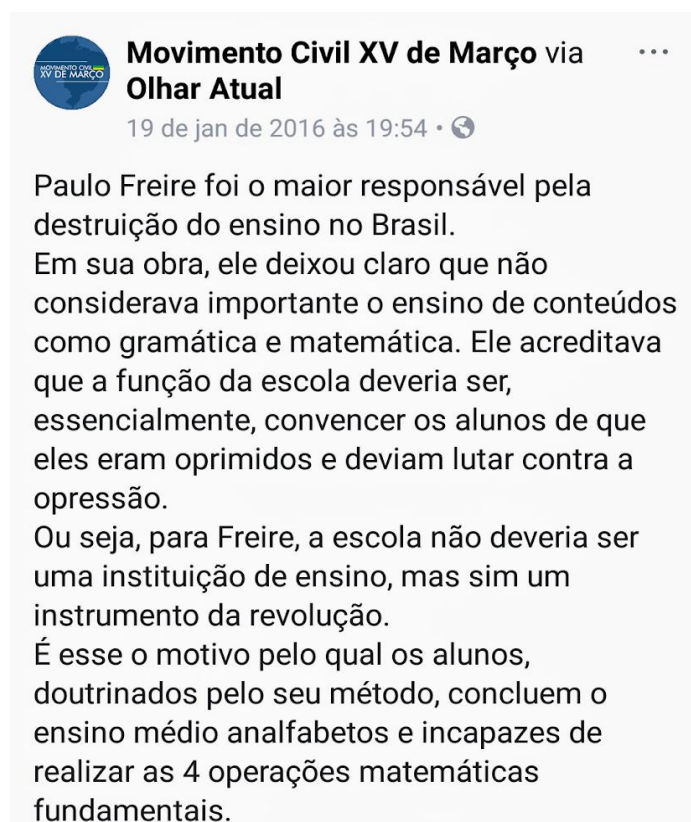 MOVIMENTO CIVIL
XV DE MARÇO
Movimento Civil XV de Março via
Olhar Atual
19 de jan de 2016 às 19:54 •
Paulo Freire foi o maior responsável pela
destruição do ensino no Brasil.
Em sua obra, ele deixou claro que não
considerava importante o ensino de conteúdos
como gramática e matemática. Ele acreditava
que a função da escola deveria ser,
essencialmente, convencer os alunos de que
eles eram oprimidos e deviam lutar contra a
opressão.
Ou seja, para Freire, a escola não deveria ser
uma instituição de ensino, mas sim um
instrumento da revolução.
É esse o motivo pelo qual os alunos,
doutrinados pelo seu método, concluem o
ensino médio analfabetos e incapazes de
realizar as 4 operações matemáticas
fundamentais.